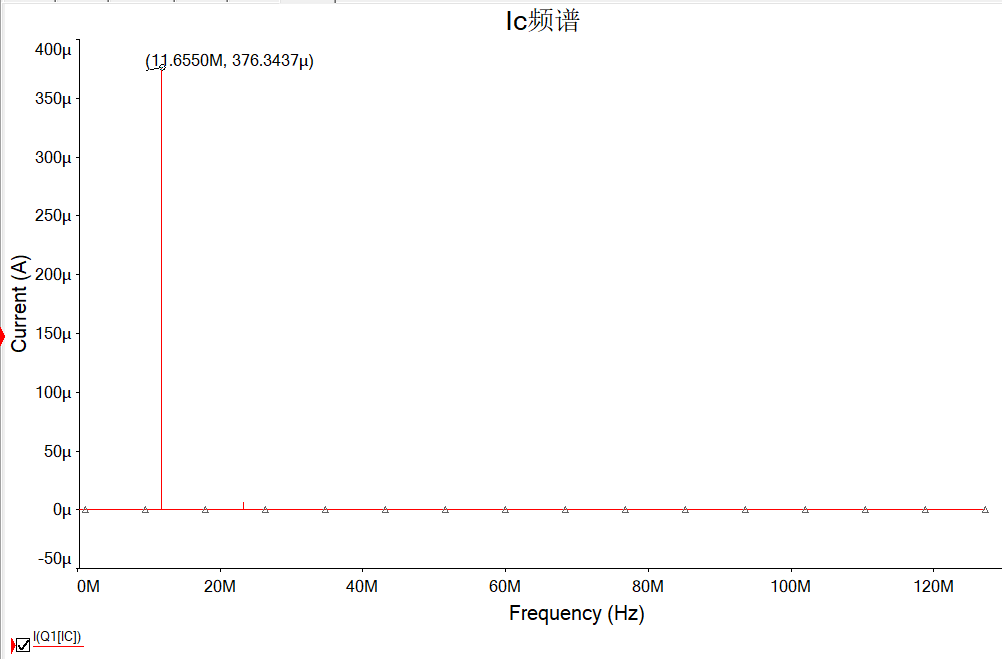 Ic频谱
400µ
(11.6550M, 376.3437µ)
350µ
300µ
250µ
200µ
150µ
100µ
50µ
0µ
-50µ
Current (A)
0M 20M 40M 60M 80M 100M 120M
Frequency (Hz)
I(Q1[IC])